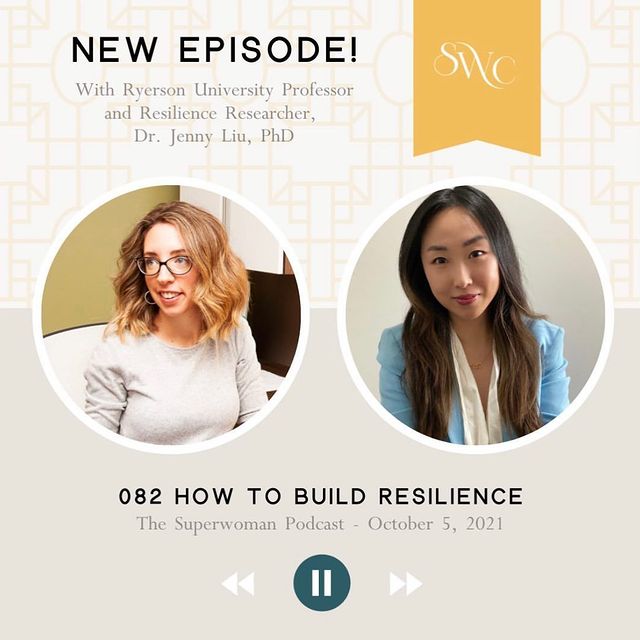 NEW EPISODE!
SWC
With Ryerson University Professor
and Resilience Researcher,
Dr. Jenny Liu, PhD
082 HOW TO BUILD RESILIENCE
The Superwoman Podcast - October 5, 2021